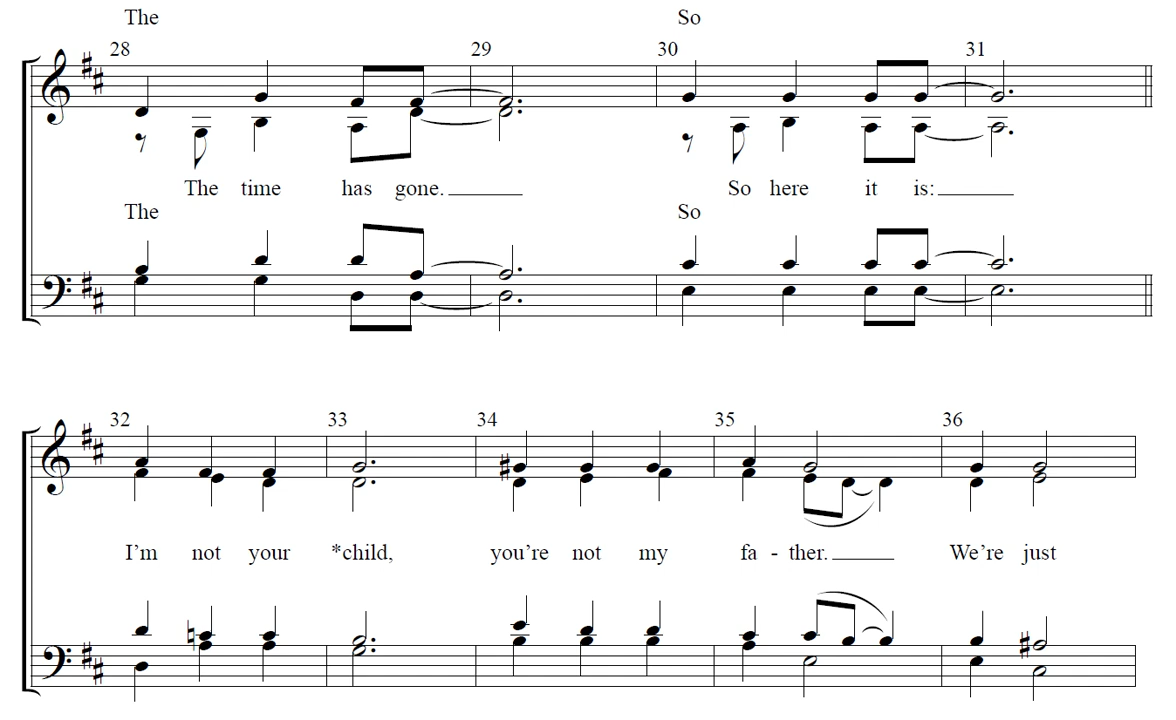 The So
28 29 30 31
The time has gone. So here it is:
The So
32 33 34 35 36
I'm not your *child, you're not my fa - ther. We're just